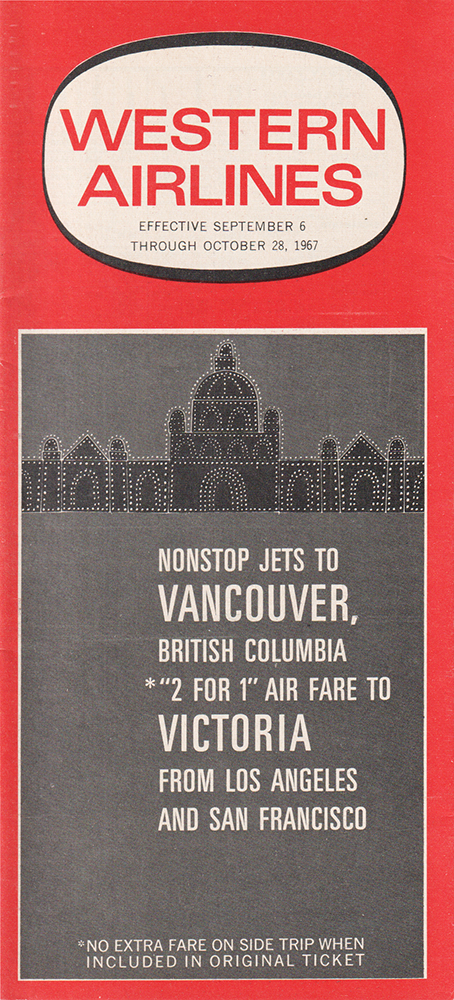 WESTERN
AIRLINES
EFFECTIVE SEPTEMBER 6
THROUGH OCTOBER 28, 1967
NONSTOP JETS TO
VANCOUVER,
BRITISH COLUMBIA
*"2 FOR 1" AIR FARE TO
VICTORIA
FROM LOS ANGELES
AND SAN FRANCISCO
*NO EXTRA FARE ON SIDE TRIP WHEN
INCLUDED IN ORIGINAL TICKET